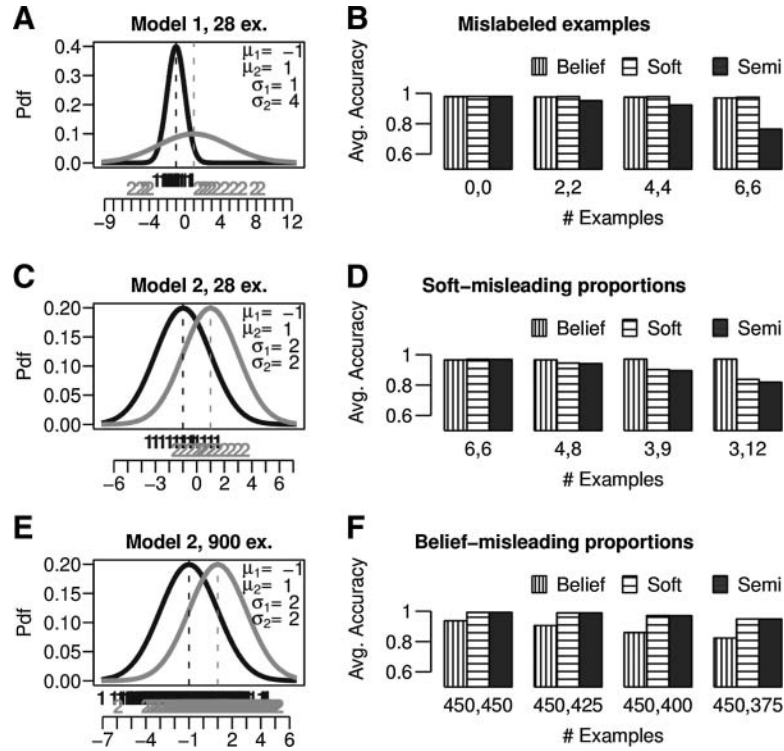 A
Model 1, 28 ex.
Pdf
0.4
0.3
0.2
0.1
0.0
μ1= −1
μ2= 1
σ1= 1
σ2= 4
−9 −4 0 4 8 12
B
Mislabeled examples
Belief Soft Semi
Avg. Accuracy
1
0.8
0.6
0,0 2,2 4,4 6,6
# Examples
C
Model 2, 28 ex.
Pdf
0.20
0.15
0.10
0.05
0.00
μ1= −1
μ2= 1
σ1= 2
σ2= 2
−6 −3 0 3 6
D
Soft−misleading proportions
Belief Soft Semi
Avg. Accuracy
1
0.8
0.6
6,6 4,8 3,9 3,12
# Examples
E
Model 2, 900 ex.
Pdf
0.20
0.15
0.10
0.05
0.00
μ1= −1
μ2= 1
σ1= 2
σ2= 2
−7 −4 −1 2 4 6
F
Belief−misleading proportions
Belief Soft Semi
Avg. Accuracy
1
0.8
0.6
450,450 450,425 450,400 450,375
# Examples